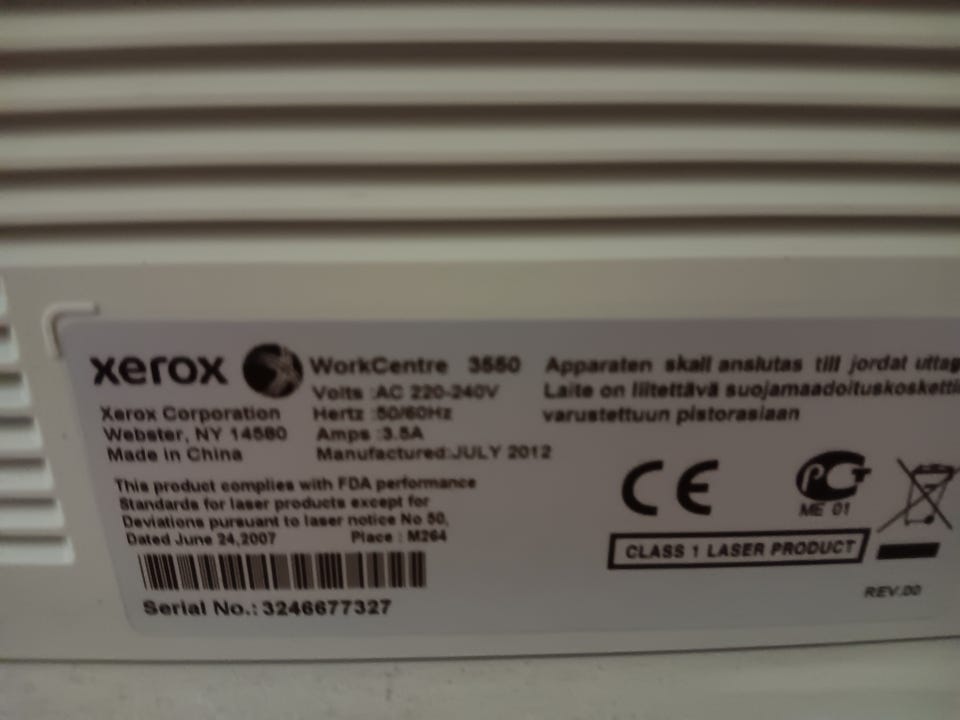 xerox
WorkCentre 3550
Volts :AC 220-240V
Hertz :50/60Hz
Amps :3.5A
Manufactured:JULY 2012
Xerox Corporation
Webster, NY 14580
Made in China
This product complies with FDA performance
Standards for laser products except for
Deviations pursuant to laser notice No 50,
Dated June 24,2007 Place : M264
Serial No.: 3246677327
Apparaten skall anslutas till jordat
Laite on liitettävä
varustettuun pistorasiaan
CE
PCT
ME 01
CLASS 1 LASER PRODUCT
REV.00